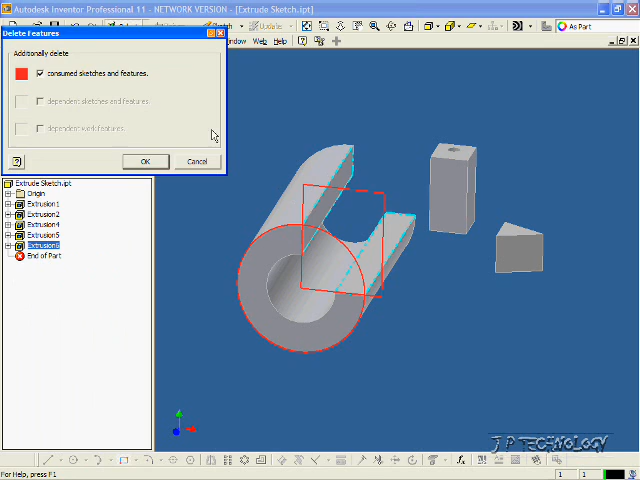 Autodesk Inventor Professional 11 - NETWORK VERSION - [Extrude Sketch.ipt]
As Part
Delete Features
Window Web Help
Additionally delete
consumed sketches and features.
dependent sketches and features.
dependent work features.
OK
Cancel
Extrude Sketch.ipt
Origin
Extrusion1
Extrusion2
Extrusion4
Extrusion5
Extrusion6
End of Part
J P TECHNOLOGY
For Help, press F1
1
1